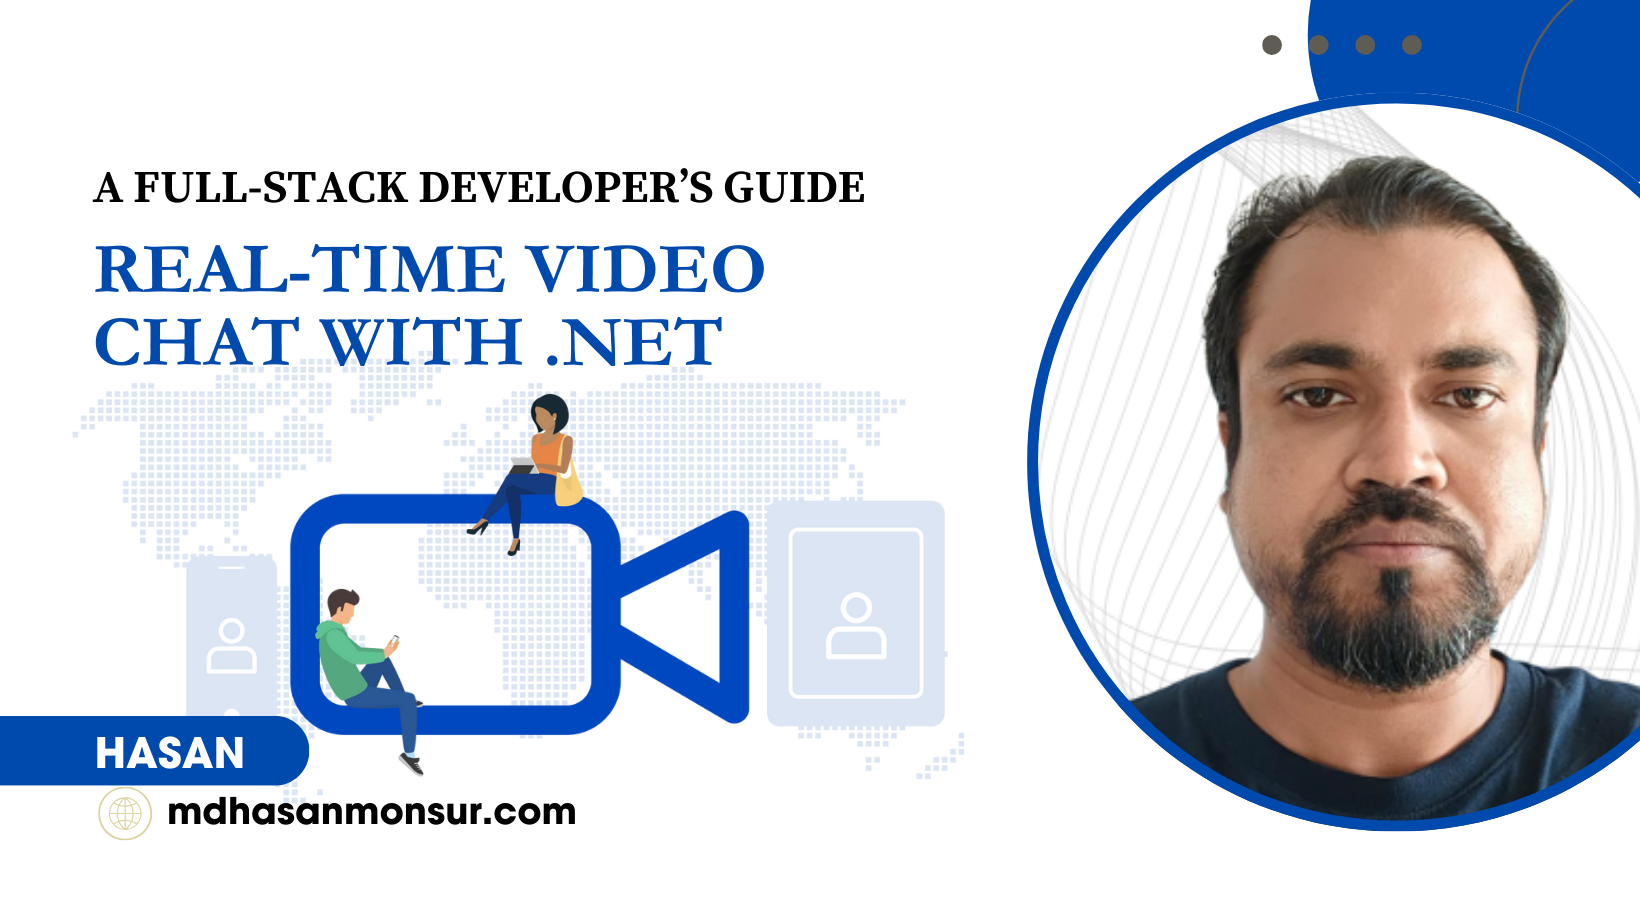 A FULL-STACK DEVELOPER’S GUIDE
REAL-TIME VIDEO
CHAT WITH .NET
HASAN
mdhasanmonsur.com